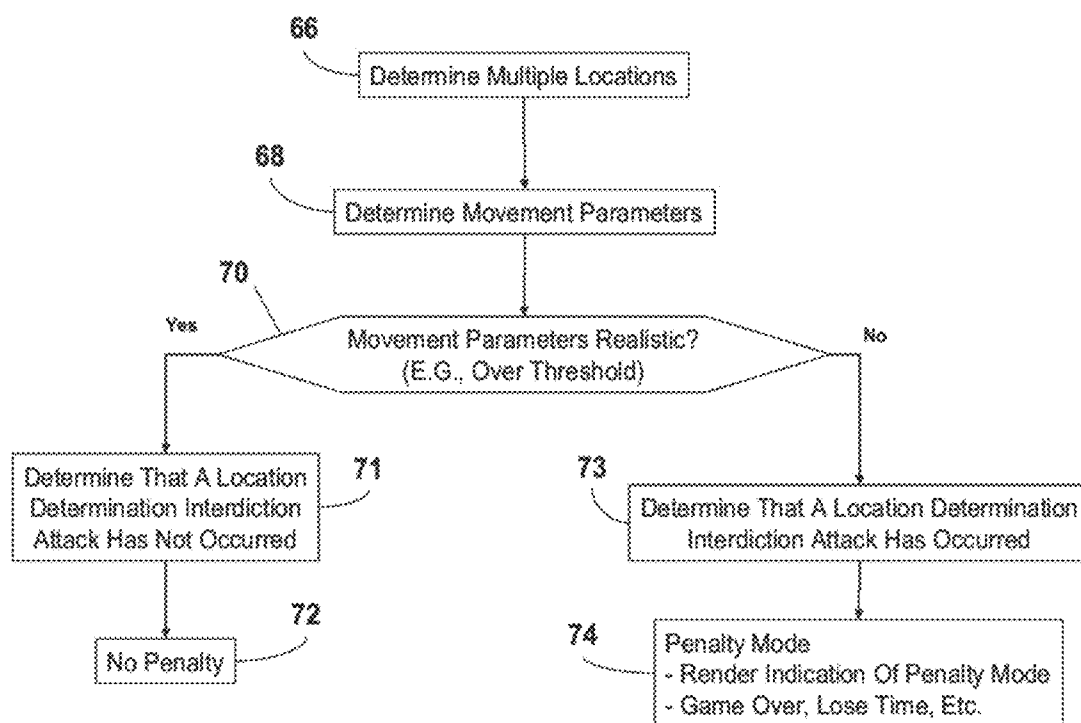 66
Determine Multiple Locations
68
Determine Movement Parameters
70
Yes
Movement Parameters Realistic?
(E.G., Over Threshold)
No
Determine That A Location
Determination Interdiction
Attack Has Not Occurred
71
73
Determine That A Location Determination
Interdiction Attack Has Occurred
No Penalty
72
74
Penalty Mode
- Render Indication Of Penalty Mode
- Game Over, Lose Time, Etc.